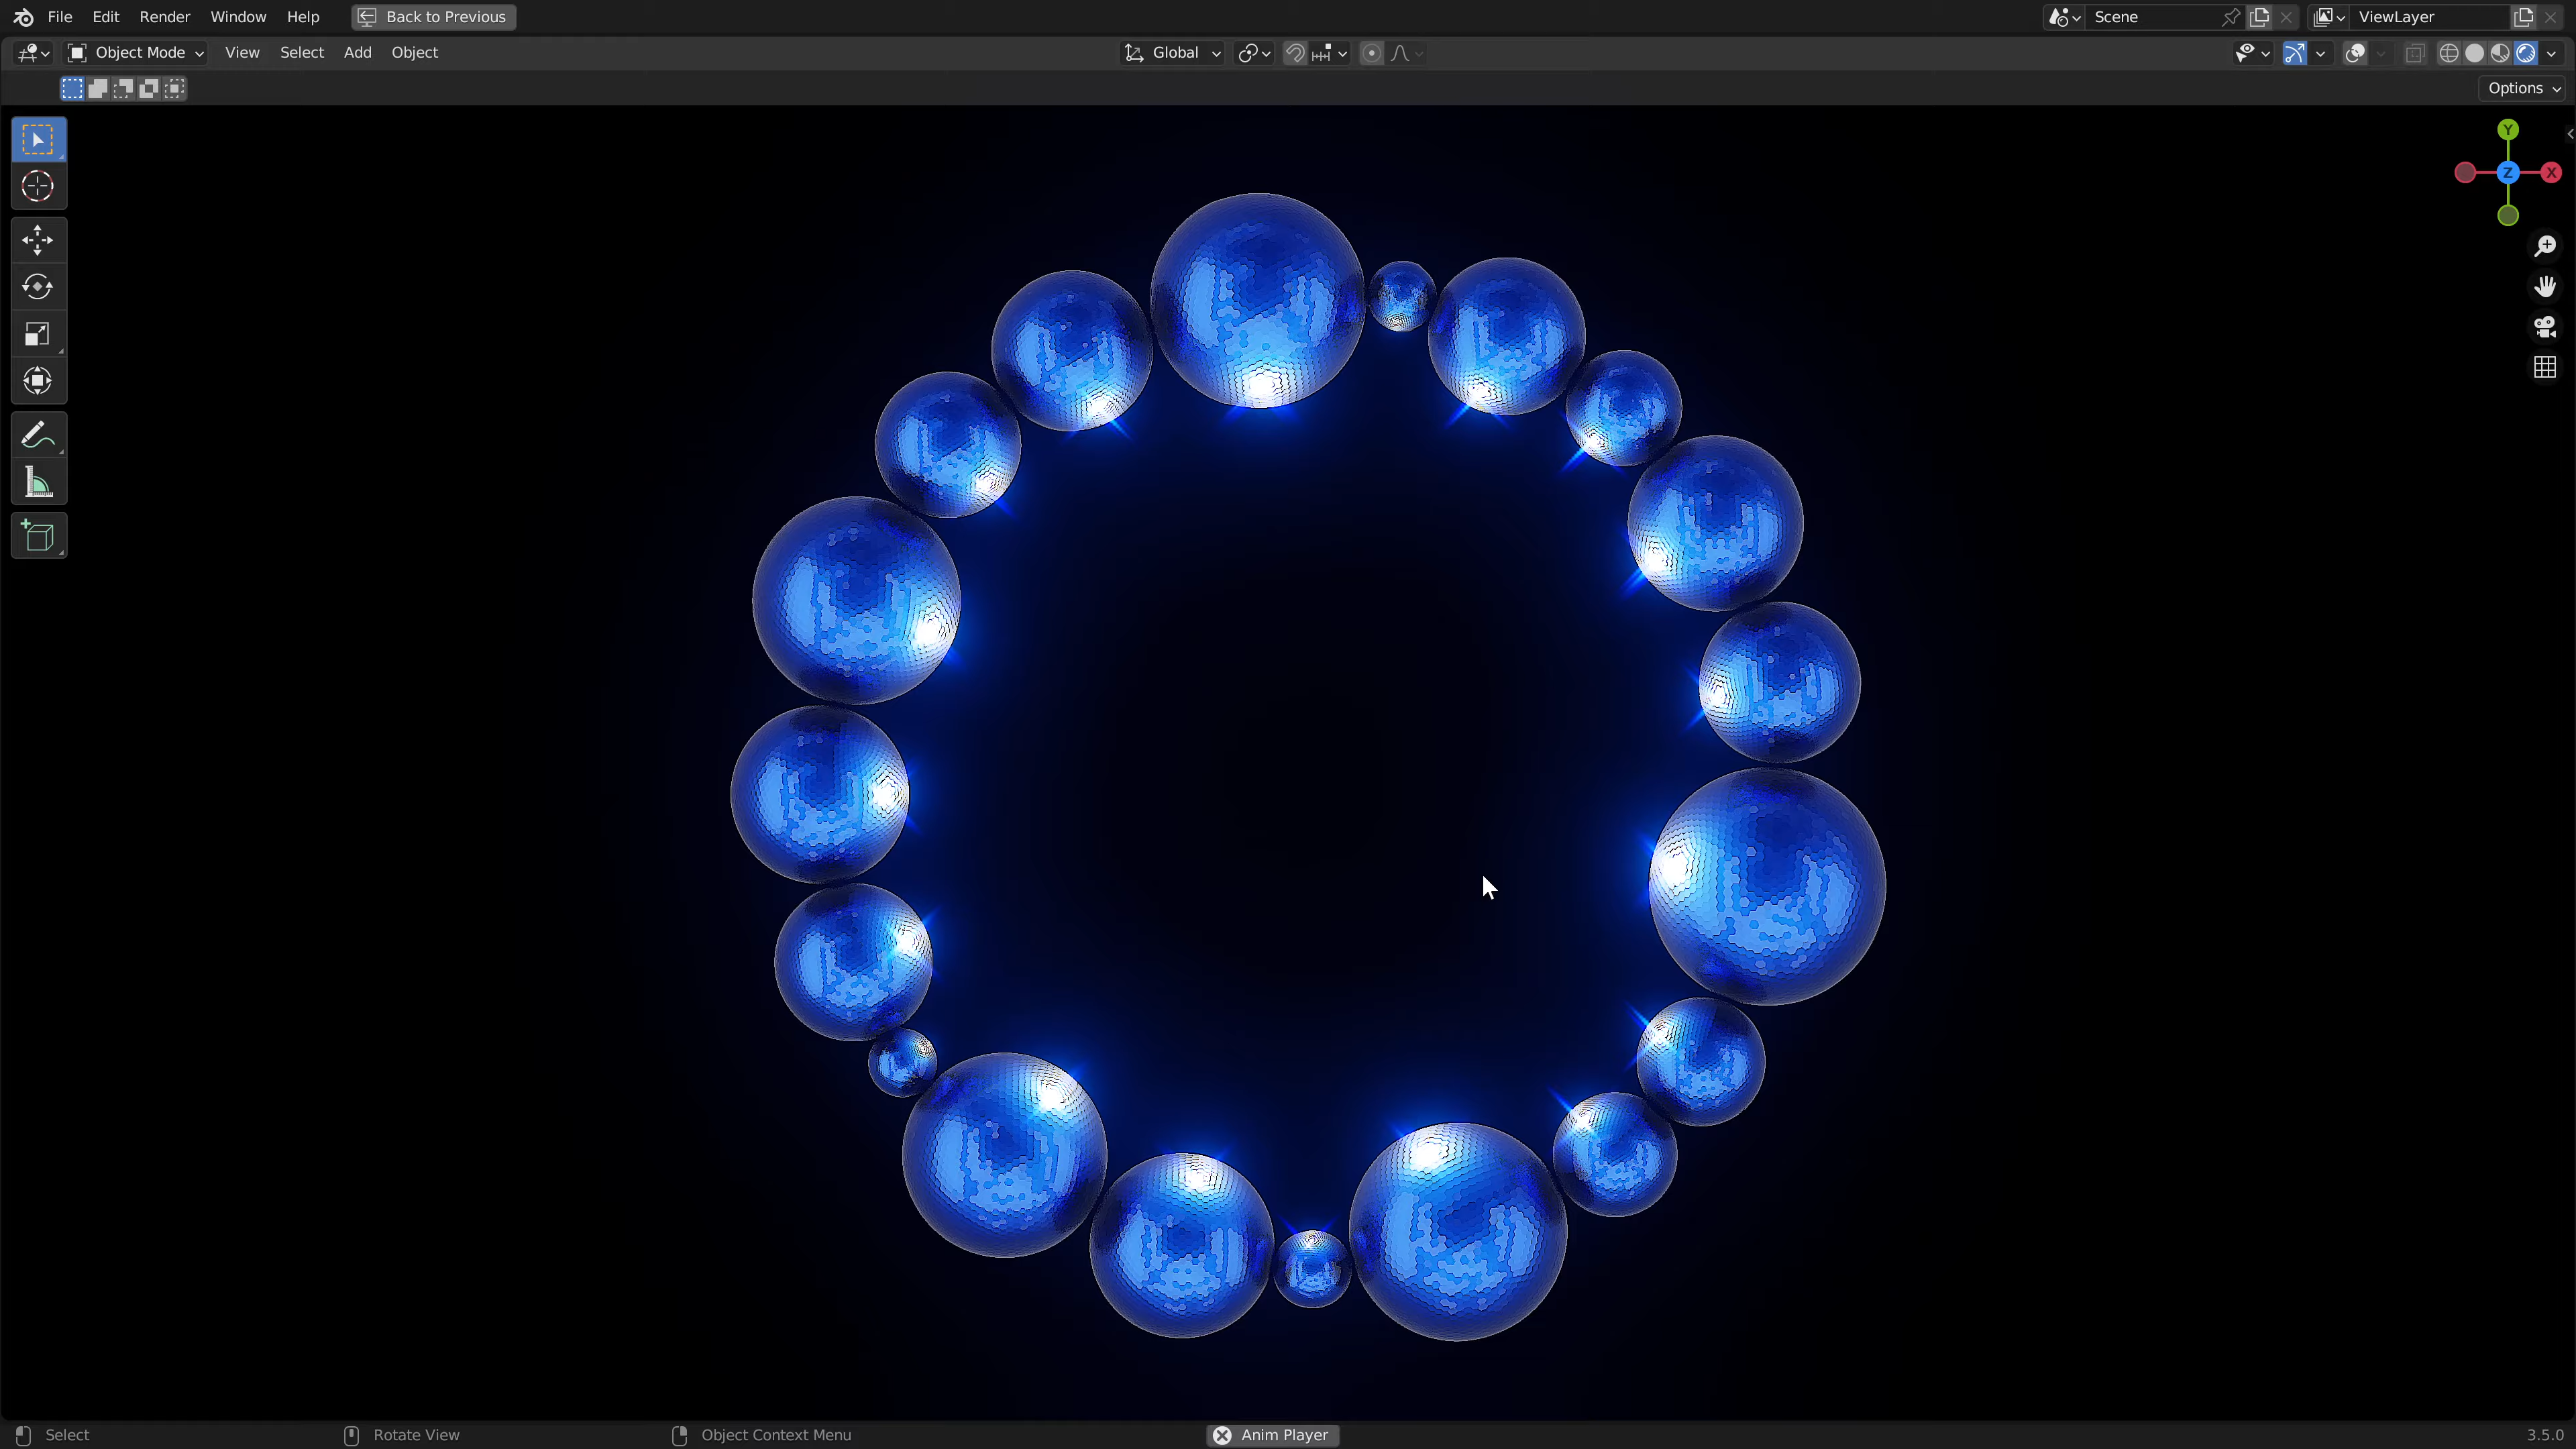 File Edit Render Window Help Back to Previous Scene ViewLayer
Object Mode View Select Add Object Global
Options
Y
Z X
Select Rotate View Object Context Menu Anim Player 3.5.0